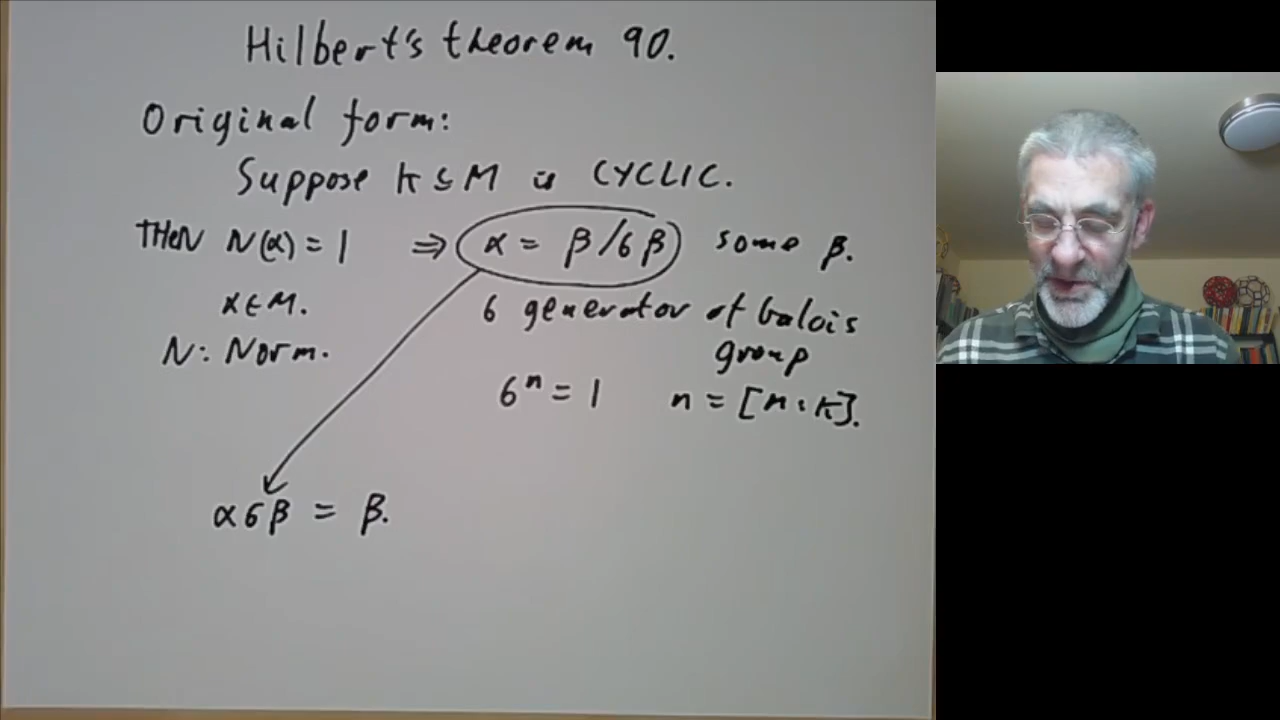 Hilbert's theorem 90.
Original form:
Suppose K ⊆ M is CYCLIC.
THEN N(α) = 1 ⇒ α = β/σβ some β.
α ∈ M. σ generator of Galois
N: Norm. group
σⁿ = 1 n = [M:K].
ασβ = β.